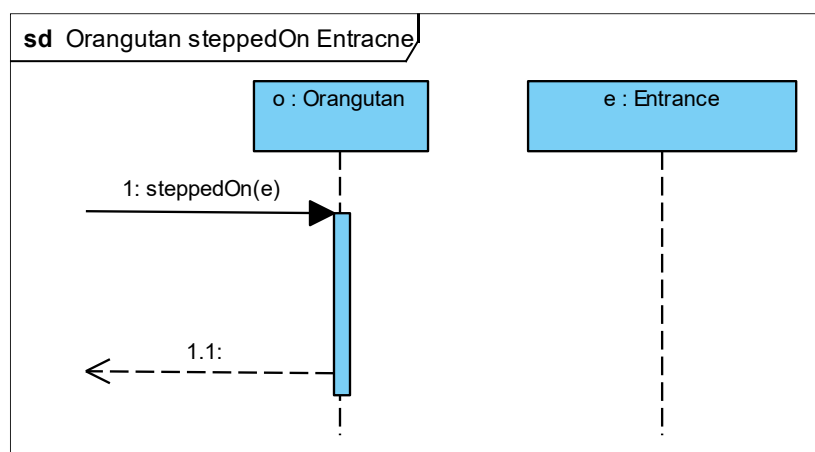 sd Orangutan steppedOn Entracne
o : Orangutan
e : Entrance
1: steppedOn(e)
1.1: